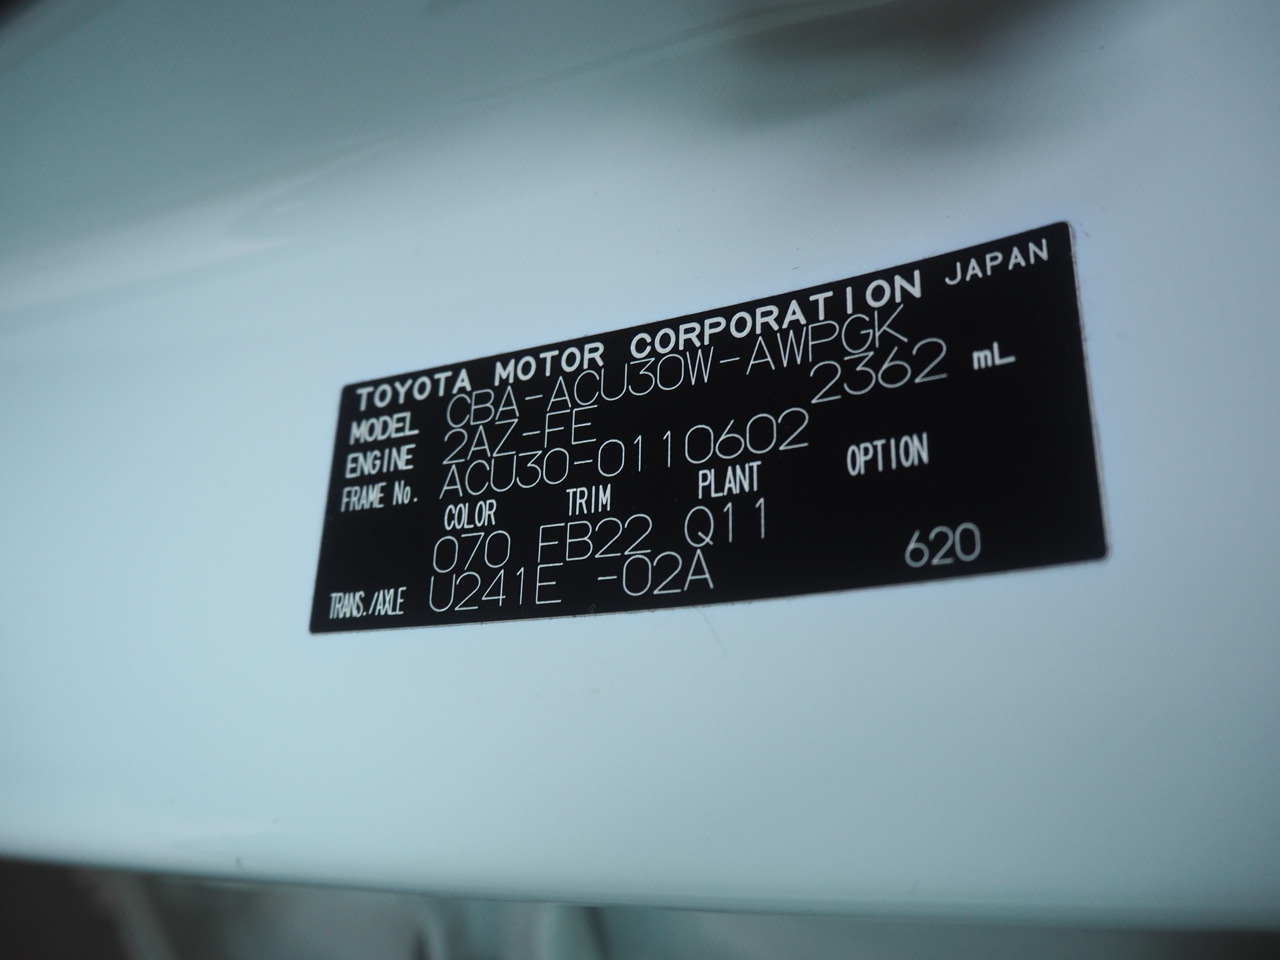 TOYOTA MOTOR CORPORATION JAPAN
MODEL CBA-ACU30W-AWPGK
ENGINE 2AZ-FE 2362 mL
FRAME No. ACU30-0110602
COLOR TRIM PLANT OPTION
070 FB22 Q11
TRANS./AXLE U241E -02A 620